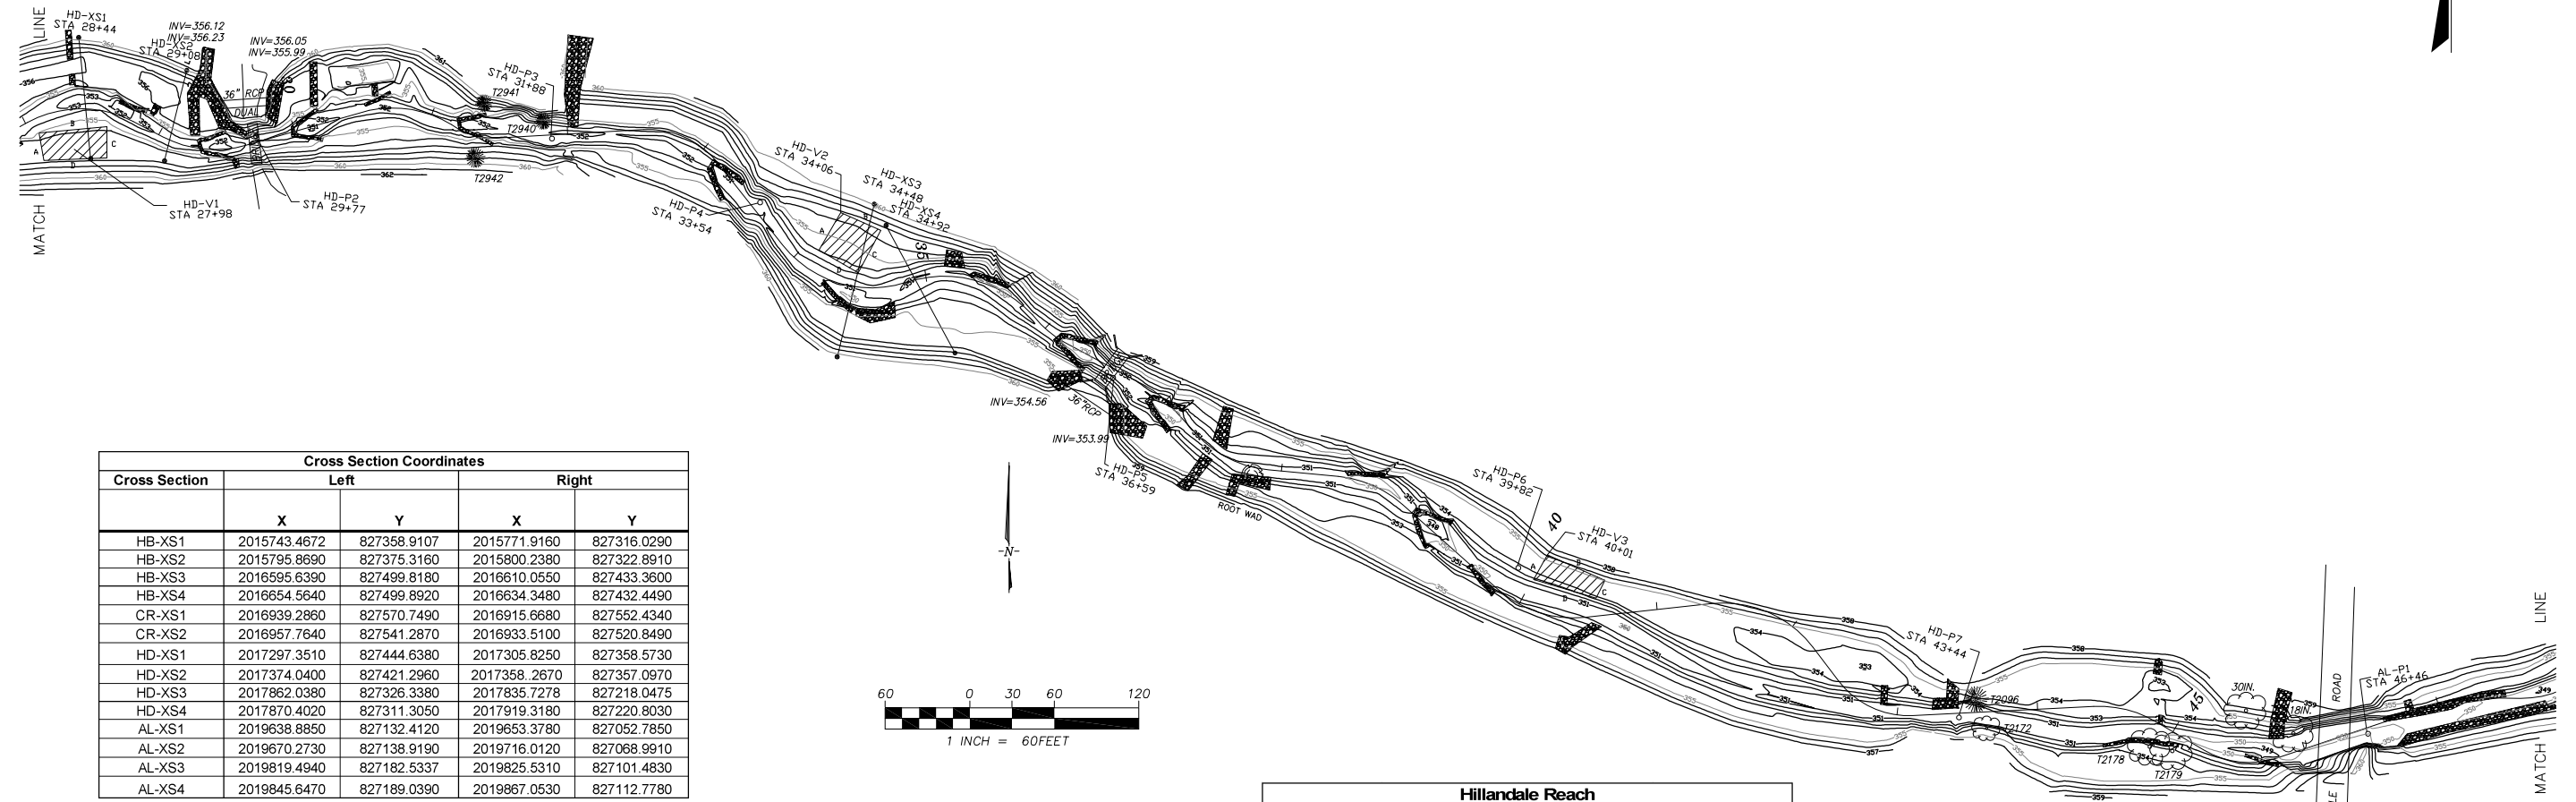 MATCH LINE
HD-XS1
STA 28+44
INV=356.12
INV=356.23
HD-XS2
STA 29+08
INV=356.05
INV=355.99
36" RCP
DUAL
30
HD-V1
STA 27+98
HD-P2
STA 29+77
HD-P3
STA 31+88
T2941
T2940
T2942
HD-P4
STA 33+54
HD-V2
STA 34+06
HD-XS3
STA 34+48
HD-XS4
STA 34+92
35
INV=354.56
36"RCP
INV=353.99
HD-P5
STA 36+59
ROOT WAD
HD-P6
STA 39+82
40
HD-V3
STA 40+01
HD-P7
STA 43+44
T2096
T2172
T2178
T2179
45
30IN.
18IN.
ROAD
AL-P1
STA 46+46
MATCH LINE
-N-
60 0 30 60 120
1 INCH = 60FEET
Cross Section Coordinates
Cross Section Left Right
X Y X Y
HB-XS1 2015743.4672 827358.9107 2015771.9160 827316.0290
HB-XS2 2015795.8690 827375.3160 2015800.2380 827322.8910
HB-XS3 2016595.6390 827499.8180 2016610.0550 827433.3600
HB-XS4 2016654.5640 827499.8920 2016634.3480 827432.4490
CR-XS1 2016939.2860 827570.7490 2016915.6680 827552.4340
CR-XS2 2016957.7640 827541.2870 2016933.5100 827520.8490
HD-XS1 2017297.3510 827444.6380 2017305.8250 827358.5730
HD-XS2 2017374.0400 827421.2960 2017358..2670 827357.0970
HD-XS3 2017862.0380 827326.3380 2017835.7278 827218.0475
HD-XS4 2017870.4020 827311.3050 2017919.3180 827220.8030
AL-XS1 2019638.8850 827132.4120 2019653.3780 827052.7850
AL-XS2 2019670.2730 827138.9190 2019716.0120 827068.9910
AL-XS3 2019819.4940 827182.5337 2019825.5310 827101.4830
AL-XS4 2019845.6470 827189.0390 2019867.0530 827112.7780
Hillandale Reach